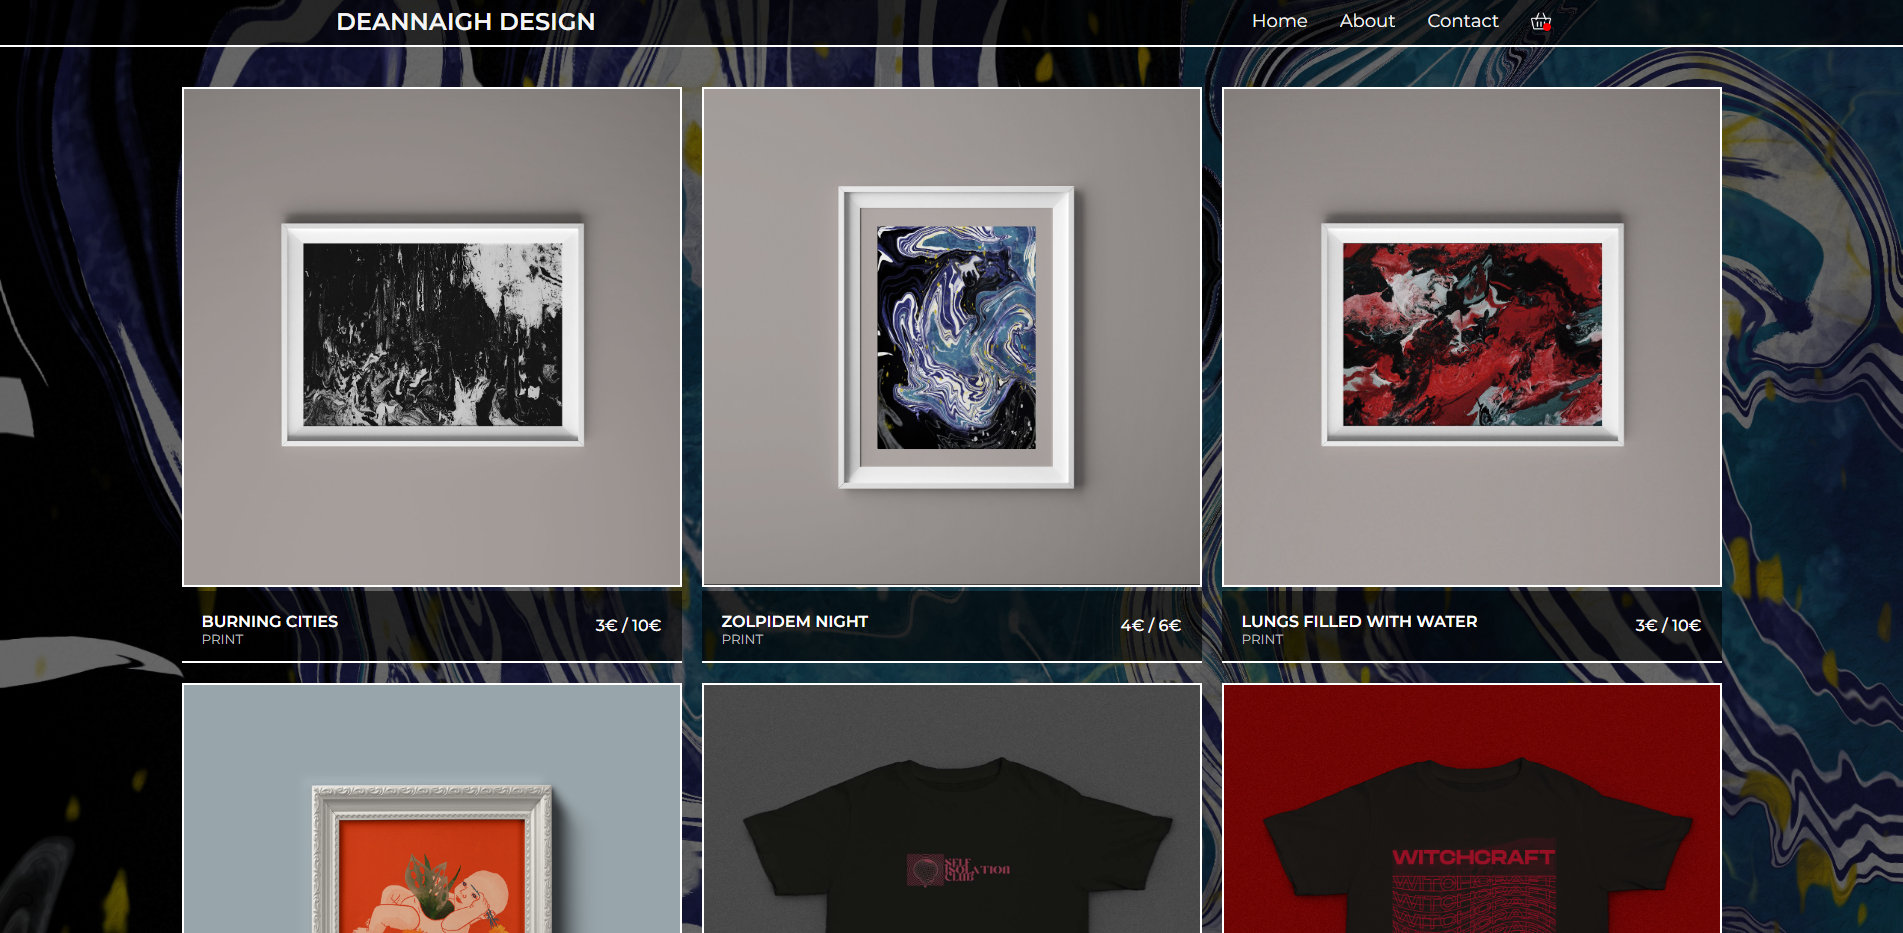 DEANNAIGH DESIGN
Home About Contact
BURNING CITIES
PRINT
3€ / 10€
ZOLPIDEM NIGHT
PRINT
4€ / 6€
LUNGS FILLED WITH WATER
PRINT
3€ / 10€
SELF
ISOLATION
CLUB
WITCHCRAFT
WITCHCRAFT